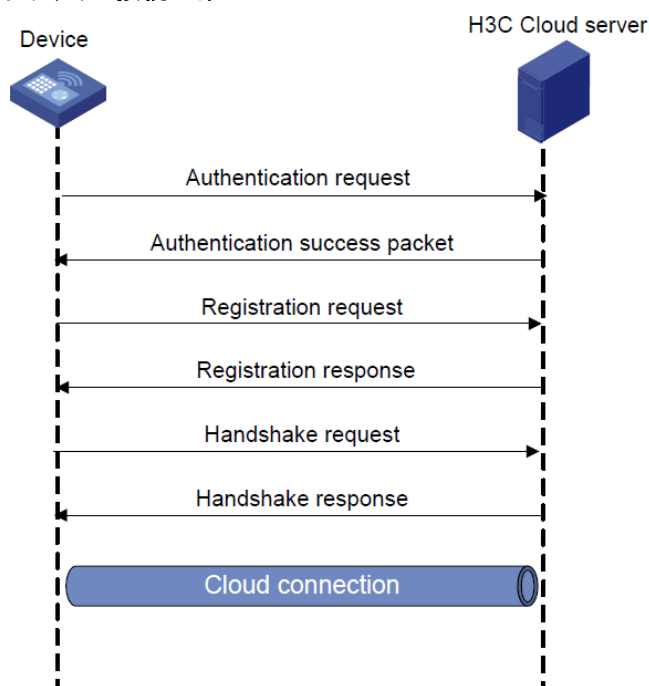 H3C Cloud server
Device
Authentication request
Authentication success packet
Registration request
Registration response
Handshake request
Handshake response
Cloud connection